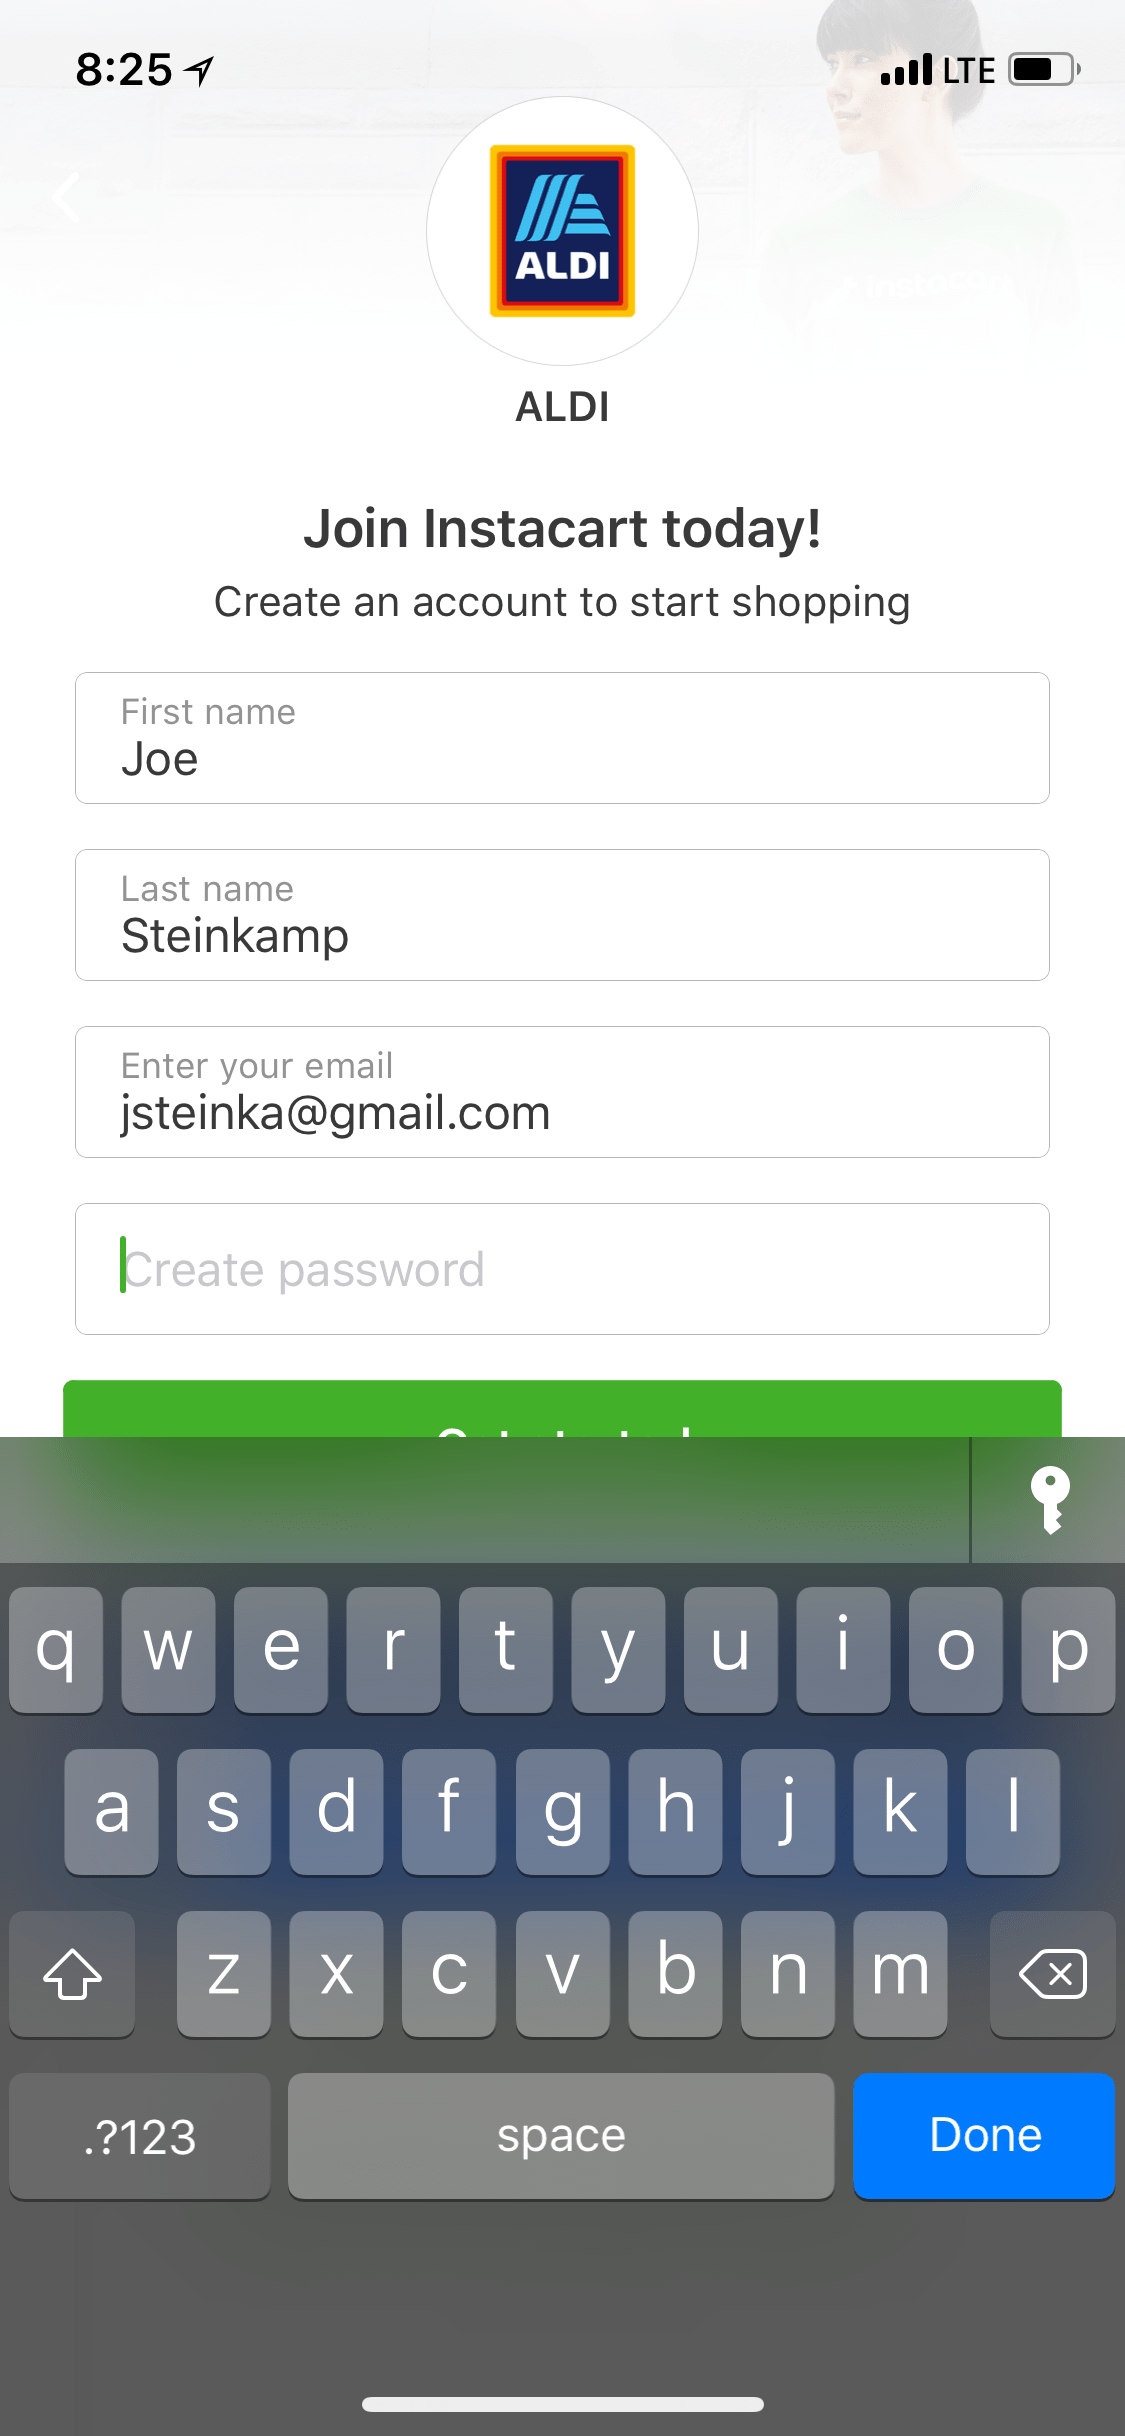 8:25 LTE
ALDI
ALDI
Join Instacart today!
Create an account to start shopping
First name
Joe
Last name
Steinkamp
Enter your email
jsteinka@gmail.com
Create password
q w e r t y u i o p
a s d f g h j k l
z x c v b n m
.?123 space Done